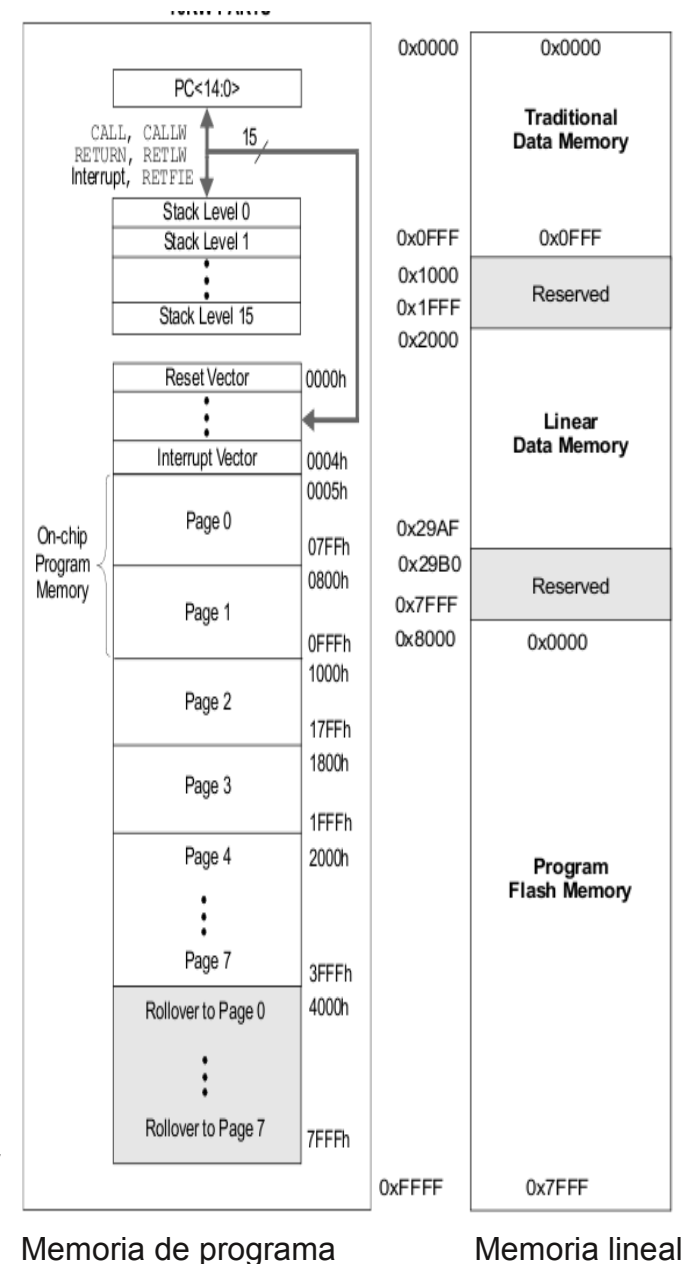 PC<14:0>
CALL, CALLW
RETURN, RETLW
Interrupt, RETFIE
15
Stack Level 0
Stack Level 1
Stack Level 15
Reset Vector
0000h
Interrupt Vector
0004h
On-chip
Program
Memory
0005h
Page 0
07FFh
0800h
Page 1
0FFFh
1000h
Page 2
17FFh
1800h
Page 3
1FFFh
Page 4
2000h
Page 7
3FFFh
Rollover to Page 0
4000h
Rollover to Page 7
7FFFh
Memoria de programa
0x0000
0x0000
Traditional
Data Memory
0x0FFF
0x0FFF
0x1000
Reserved
0x1FFF
0x2000
Linear
Data Memory
0x29AF
0x29B0
Reserved
0x7FFF
0x8000
0x0000
Program
Flash Memory
0xFFFF
0x7FFF
Memoria lineal